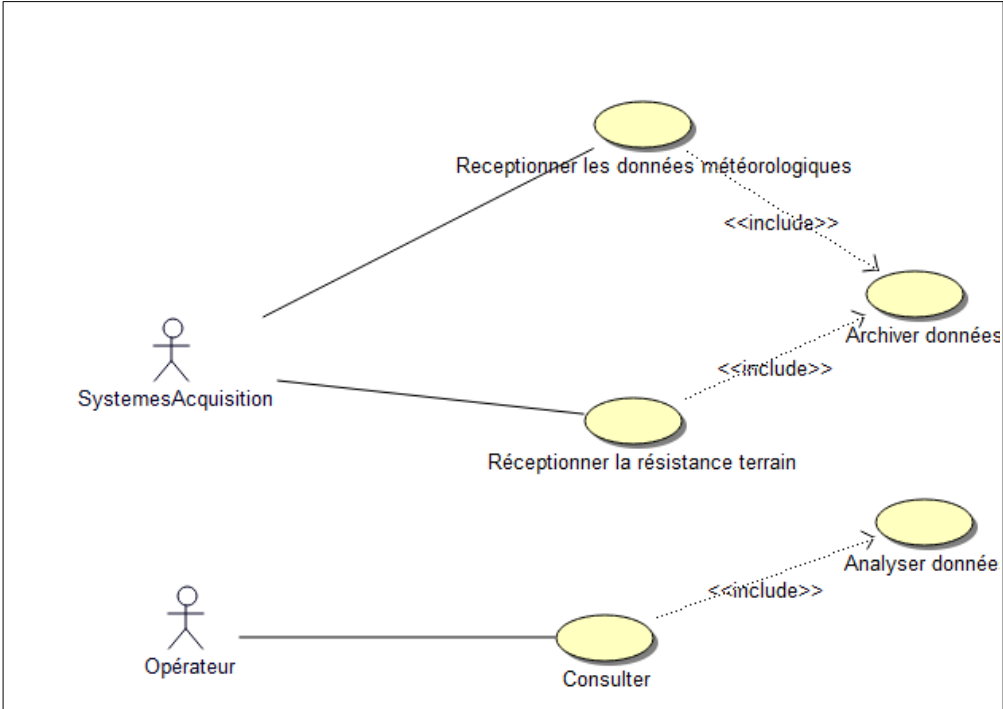 Receptionner les données météorologiques
<<include>>
Archiver données
<<include>>
SystemesAcquisition
Réceptionner la résistance terrain
Analyser donnée
<<include>>
Opérateur
Consulter